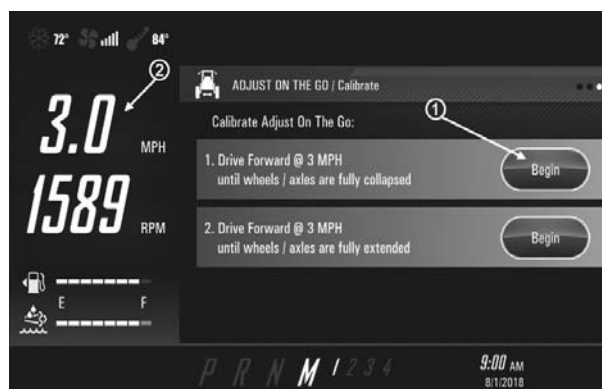 72° 84°
②
ADJUST ON THE GO / Calibrate
①
3.0 MPH
Calibrate Adjust On The Go:
1. Drive Forward @ 3 MPH
until wheels / axles are fully collapsed
Begin
1589 RPM
2. Drive Forward @ 3 MPH
until wheels / axles are fully extended
Begin
E F
P R N M 1 2 3 4
9:00 AM
8/1/2018